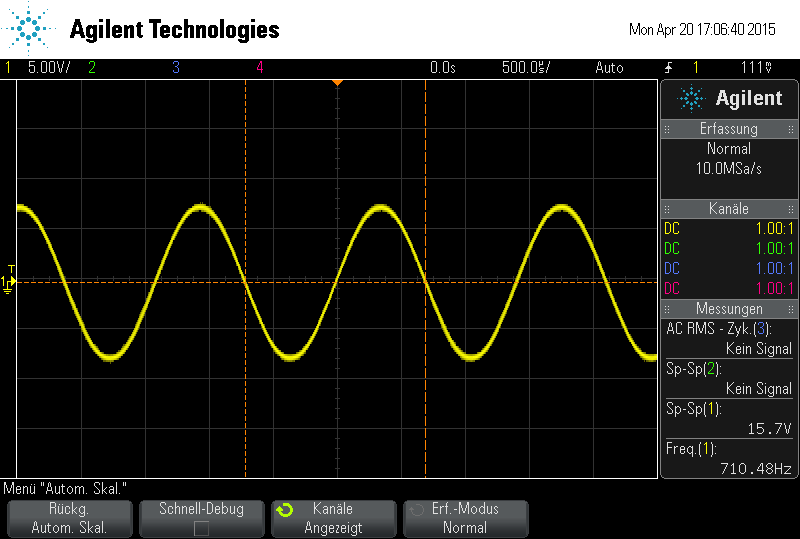 Agilent Technologies
Mon Apr 20 17:06:40 2015
1 5.00V/ 2 3 4 0.0s 500.0µs/ Auto 1 111mV
Agilent
Erfassung
Normal
10.0MSa/s
Kanäle
DC 1.00:1
DC 1.00:1
DC 1.00:1
DC 1.00:1
Messungen
AC RMS - Zyk.(3):
Kein Signal
Sp-Sp(2):
Kein Signal
Sp-Sp(1):
15.7V
Freq.(1):
710.48Hz
T
1
Menü "Autom. Skal."
Rückg.
Autom. Skal.
Schnell-Debug
Kanäle
Angezeigt
Erf.-Modus
Normal